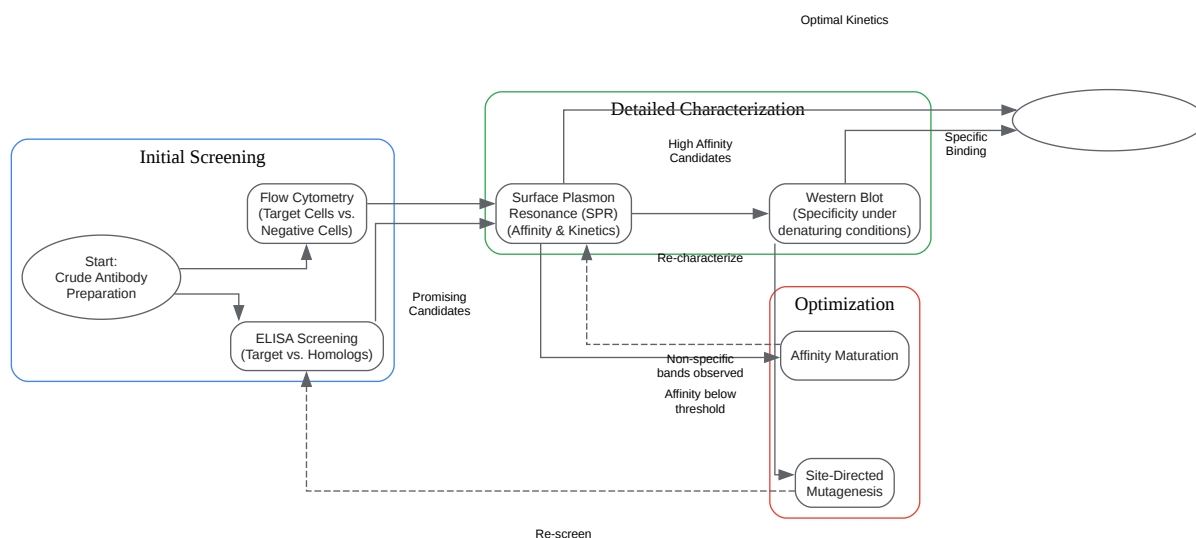 Optimal Kinetics
Detailed Characterization
High Affinity
Candidates
Specific
Binding
Initial Screening
Flow Cytometry
(Target Cells vs.
Negative Cells)
Surface Plasmon
Resonance (SPR)
(Affinity & Kinetics)
Western Blot
(Specificity under
denaturing conditions)
Start:
Crude Antibody
Preparation
Re-characterize
Promising
Candidates
Optimization
ELISA Screening
(Target vs. Homologs)
Non-specific
bands observed
Affinity Maturation
Affinity below
threshold
Site-Directed
Mutagenesis
Re-screen